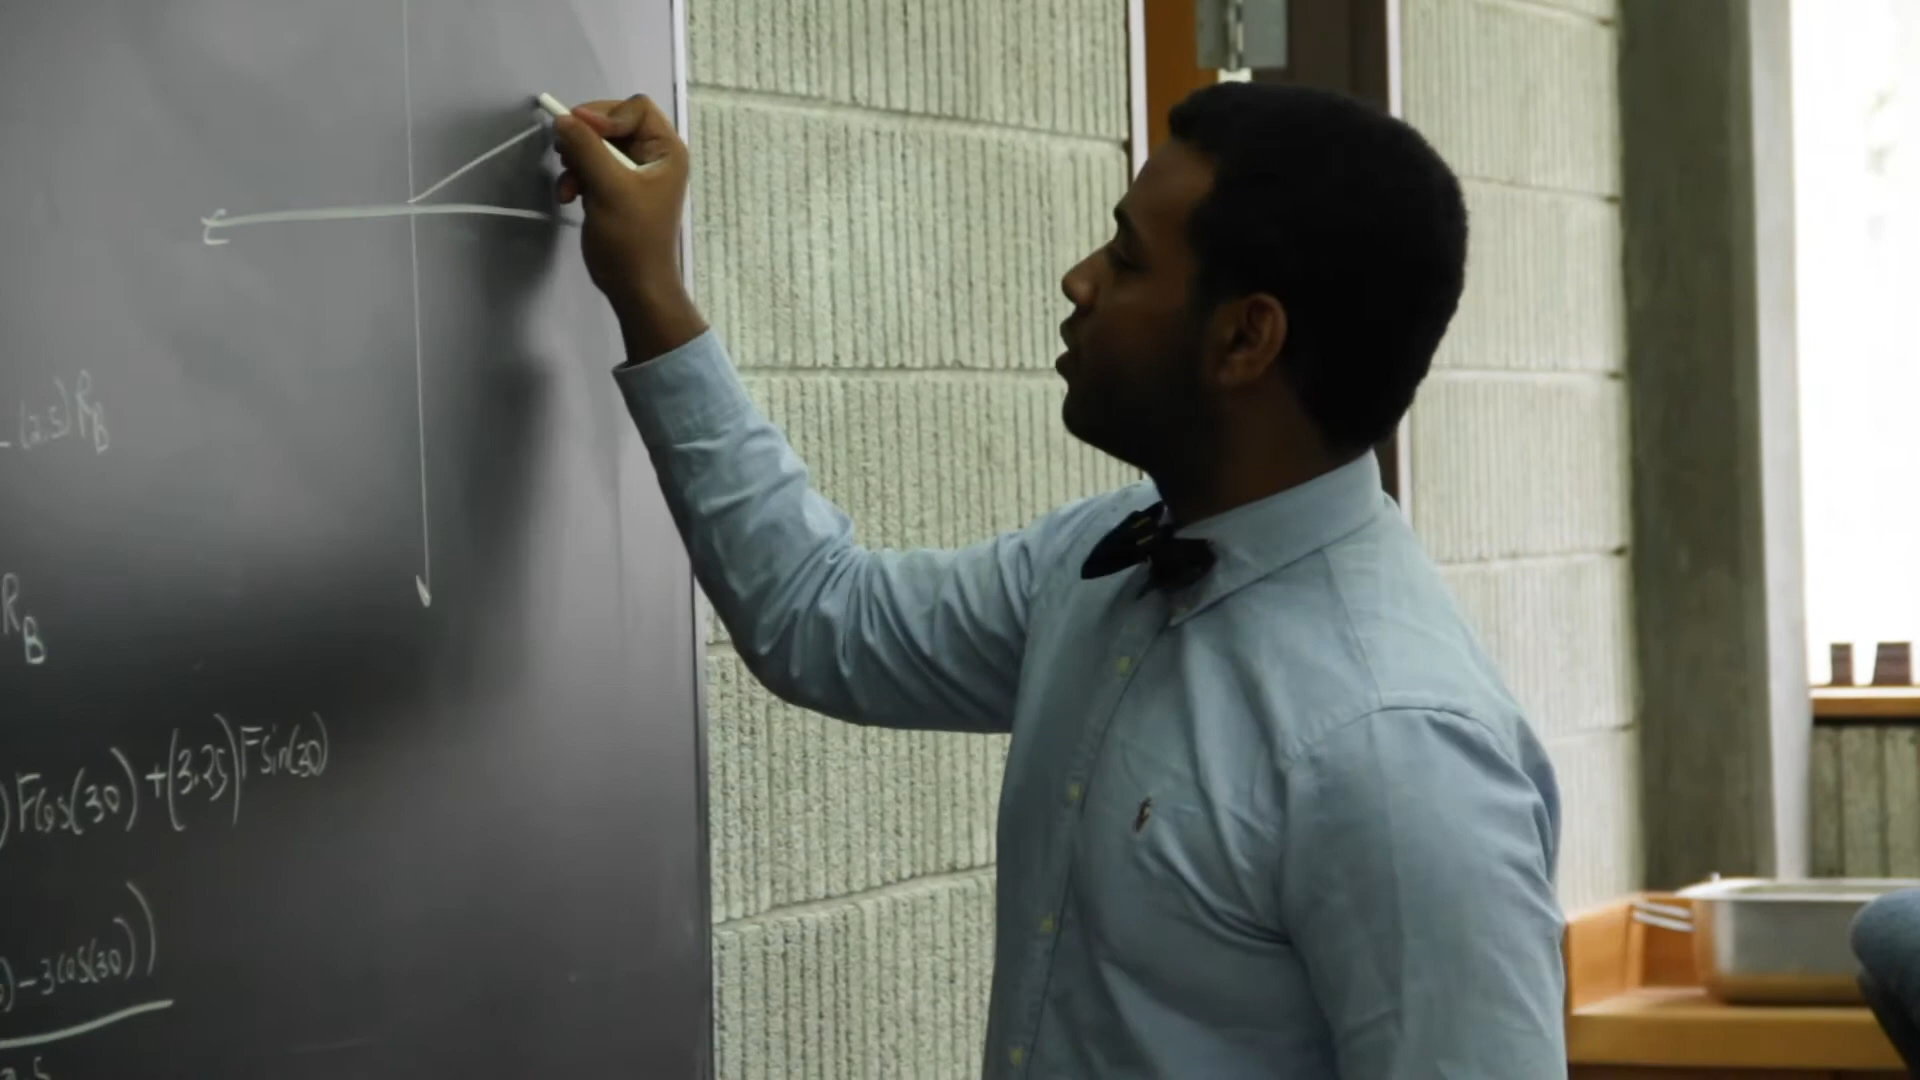 - (2.5) R_B
R_B
) Fcos(30) + (3.25) Fsin(30)
) - 3cos(30))